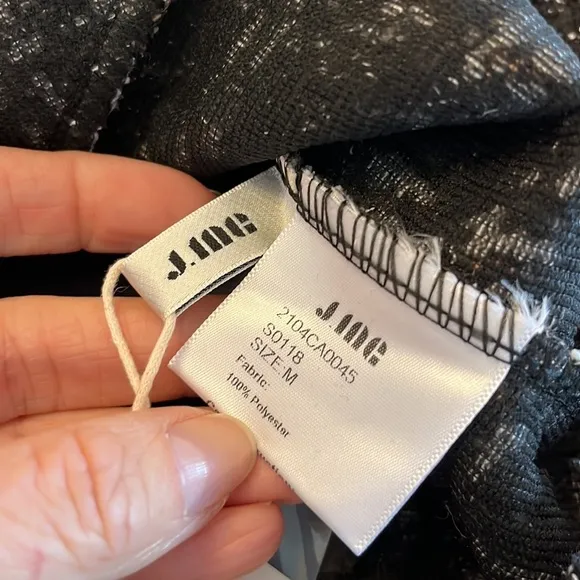 J.ING
J.ING
2104CA0045
S0118
SIZE:M
Fabric:
100% Polyester